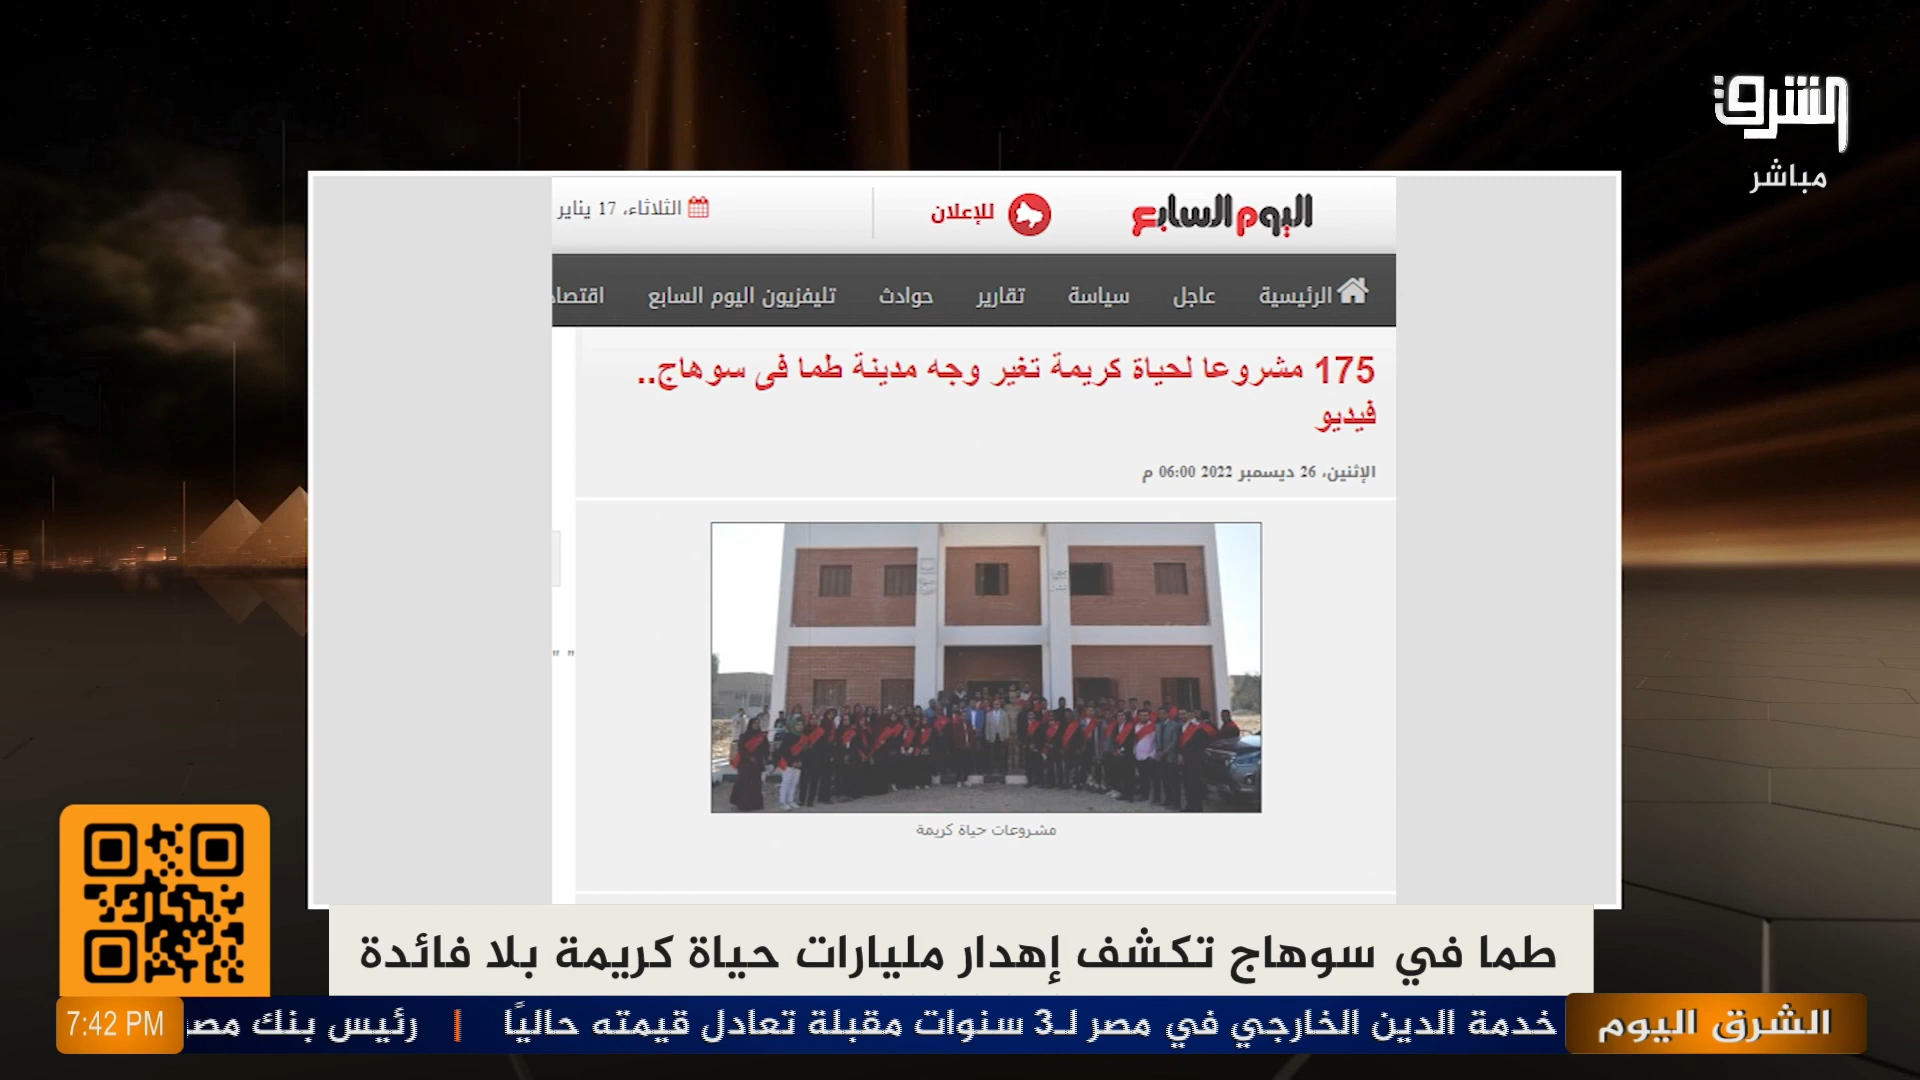 الشرق
مباشر
اليوم السابع
للإعلان
الثلاثاء، 17 يناير
الرئيسية
عاجل
سياسة
تقارير
حوادث
تليفزيون اليوم السابع
175 مشروعا لحياة كريمة تغير وجه مدينة طما فى سوهاج..
فيديو
الإثنين، 26 ديسمبر 2022 06:00 م
" "
مشروعات حياة كريمة
طما في سوهاج تكشف إهدار مليارات حياة كريمة بلا فائدة
الشرق اليوم
خدمة الدين الخارجي في مصر لـ3 سنوات مقبلة تعادل قيمته حاليًا | رئيس بنك
7:42 PM